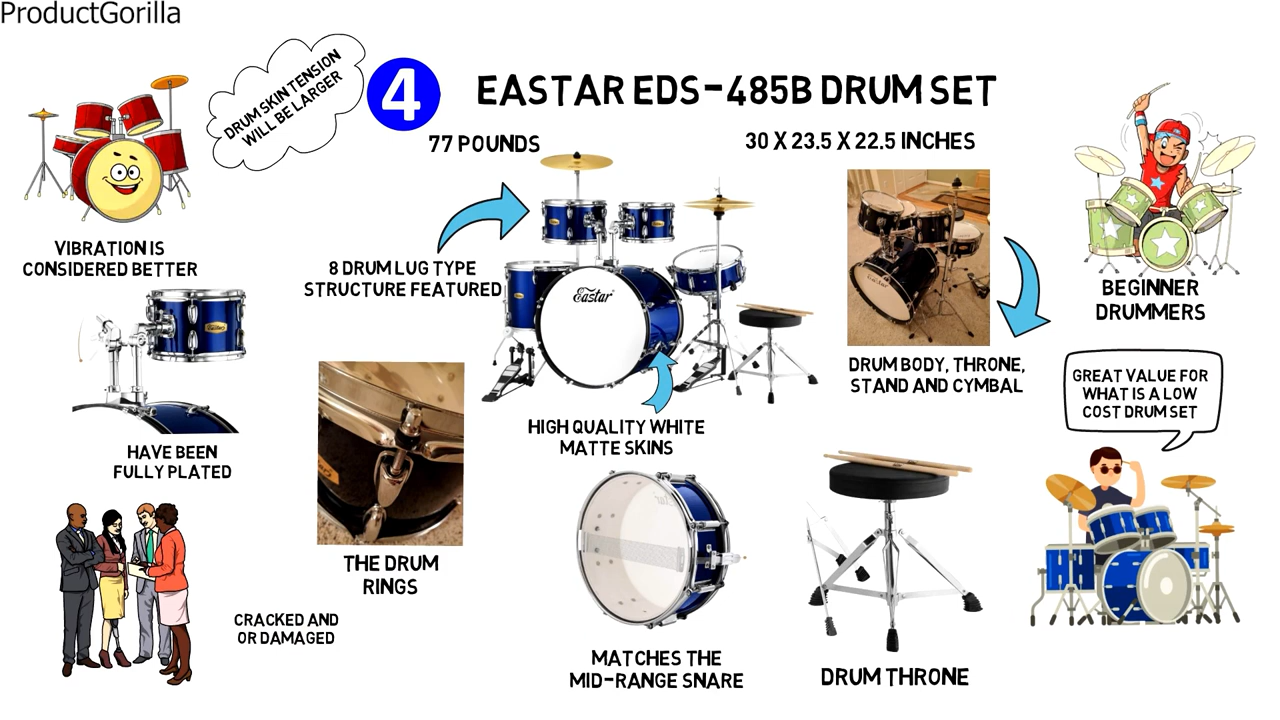 ProductGorilla
DRUM SKIN TENSION
WILL BE LARGER
4
EASTAR EDS-485B DRUM SET
77 POUNDS
30 X 23.5 X 22.5 INCHES
VIBRATION IS
CONSIDERED BETTER
8 DRUM LUG TYPE
STRUCTURE FEATURED
Eastar
BEGINNER
DRUMMERS
DRUM BODY, THRONE,
STAND AND CYMBAL
GREAT VALUE FOR
WHAT IS A LOW
COST DRUM SET
HIGH QUALITY WHITE
MATTE SKINS
HAVE BEEN
FULLY PLATED
THE DRUM
RINGS
CRACKED AND
OR DAMAGED
MATCHES THE
MID-RANGE SNARE
DRUM THRONE